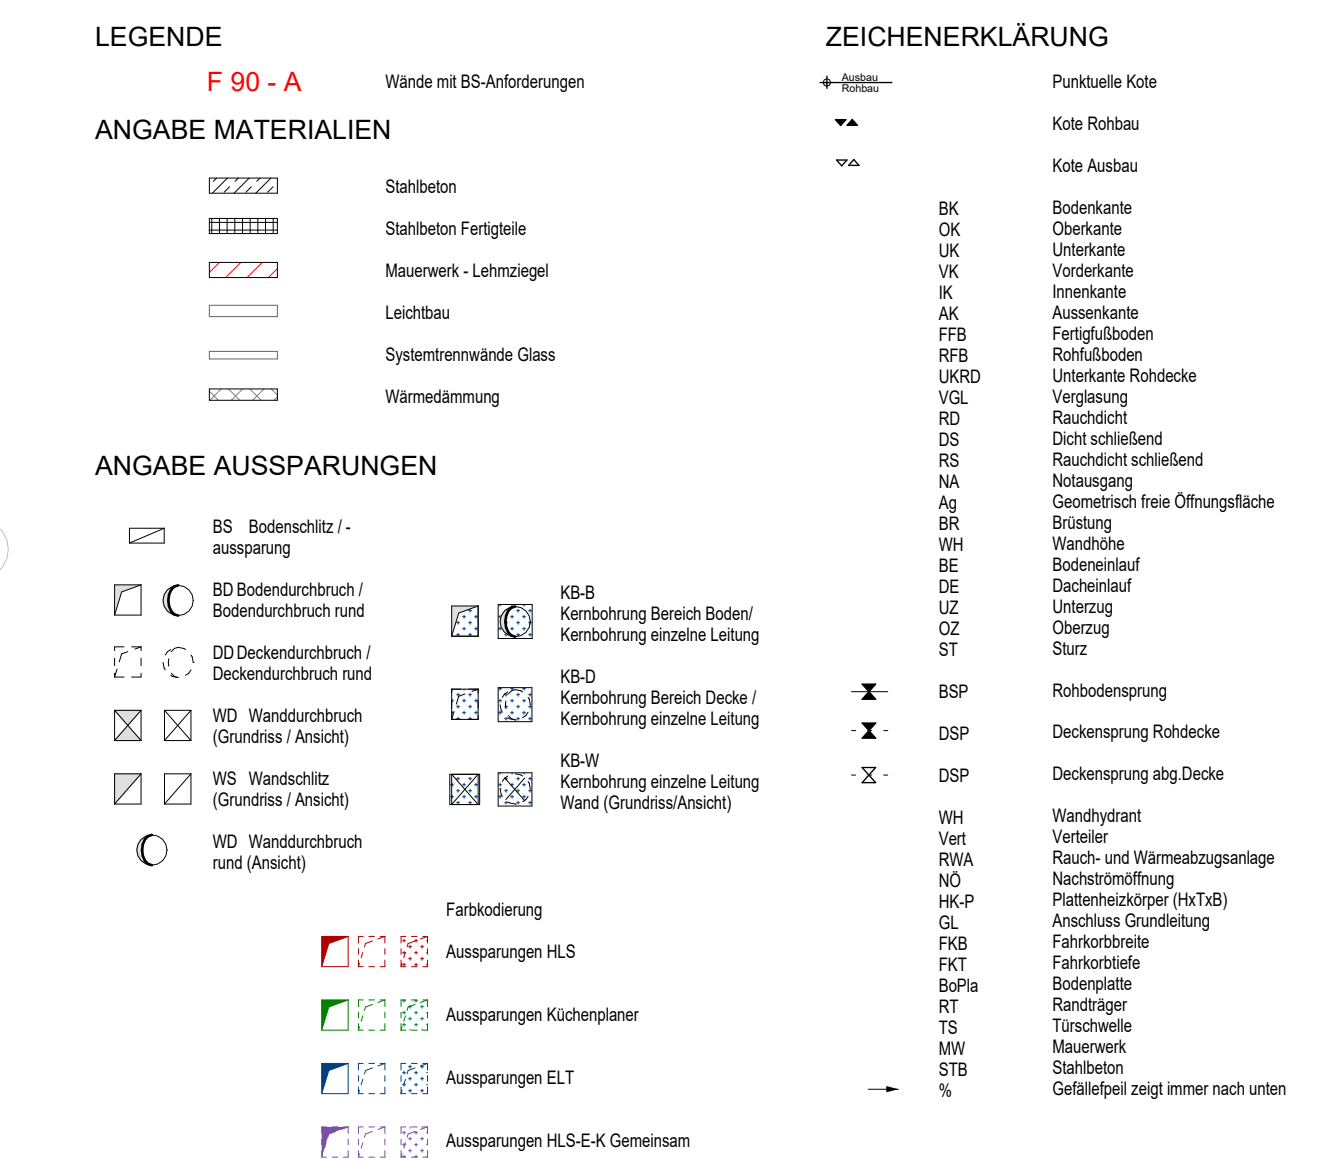 LEGENDE
F 90 - A Wände mit BS-Anforderungen
ANGABE MATERIALIEN
Stahlbeton
Stahlbeton Fertigteile
Mauerwerk - Lehmziegel
Leichtbau
Systemtrennwände Glass
Wärmedämmung
ANGABE AUSSPARUNGEN
BS Bodenschlitz / -
aussparung
BD Bodendurchbruch /
Bodendurchbruch rund
DD Deckendurchbruch /
Deckendurchbruch rund
WD Wanddurchbruch
(Grundriss / Ansicht)
WS Wandschlitz
(Grundriss / Ansicht)
WD Wanddurchbruch
rund (Ansicht)
KB-B
Kernbohrung Bereich Boden/
Kernbohrung einzelne Leitung
KB-D
Kernbohrung Bereich Decke /
Kernbohrung einzelne Leitung
KB-W
Kernbohrung einzelne Leitung
Wand (Grundriss/Ansicht)
Farbkodierung
Aussparungen HLS
Aussparungen Küchenplaner
Aussparungen ELT
Aussparungen HLS-E-K Gemeinsam
ZEICHENERKLÄRUNG
Ausbau
Rohbau
Punktuelle Kote
Kote Rohbau
Kote Ausbau
BK Bodenkante
OK Oberkante
UK Unterkante
VK Vorderkante
IK Innenkante
AK Aussenkante
FFB Fertigfußboden
RFB Rohfußboden
UKRD Unterkante Rohdecke
VGL Verglasung
RD Rauchdicht
DS Dicht schließend
RS Rauchdicht schließend
NA Notausgang
Ag Geometrisch freie Öffnungsfläche
BR Brüstung
WH Wandhöhe
BE Bodeneinlauf
DE Dacheinlauf
UZ Unterzug
OZ Oberzug
ST Sturz
BSP Rohbodensprung
DSP Deckensprung Rohdecke
DSP Deckensprung abg.Decke
WH Wandhydrant
Vert Verteiler
RWA Rauch- und Wärmeabzugsanlage
NÖ Nachströmöffnung
HK-P Plattenheizkörper (HxTxB)
GL Anschluss Grundleitung
FKB Fahrkorbbreite
FKT Fahrkorbtiefe
BoPla Bodenplatte
RT Randträger
TS Türschwelle
MW Mauerwerk
STB Stahlbeton
% Gefällefpeil zeigt immer nach unten